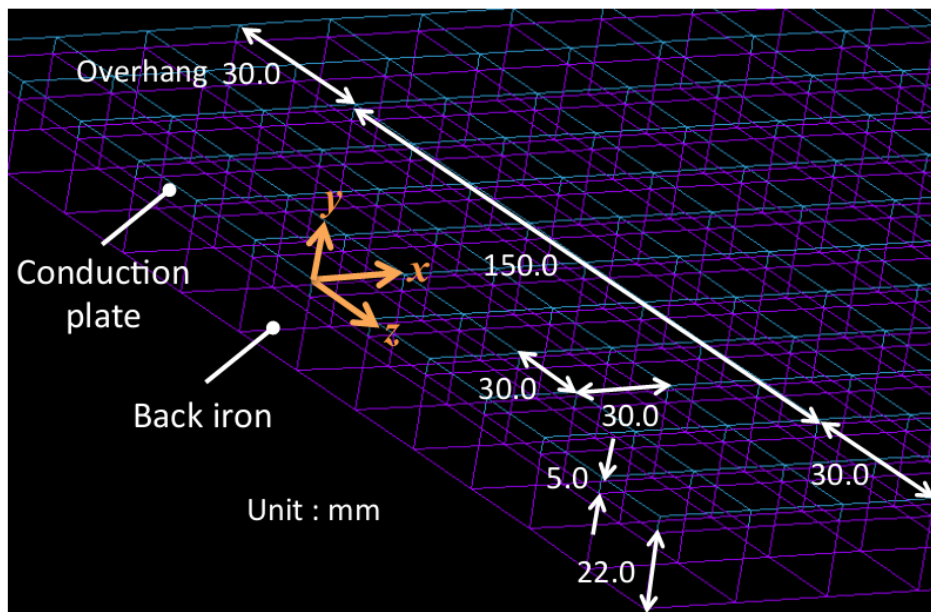 Overhang 30.0
y
x
z
150.0
Conduction
plate
30.0
30.0
Back iron
5.0
30.0
Unit : mm
22.0